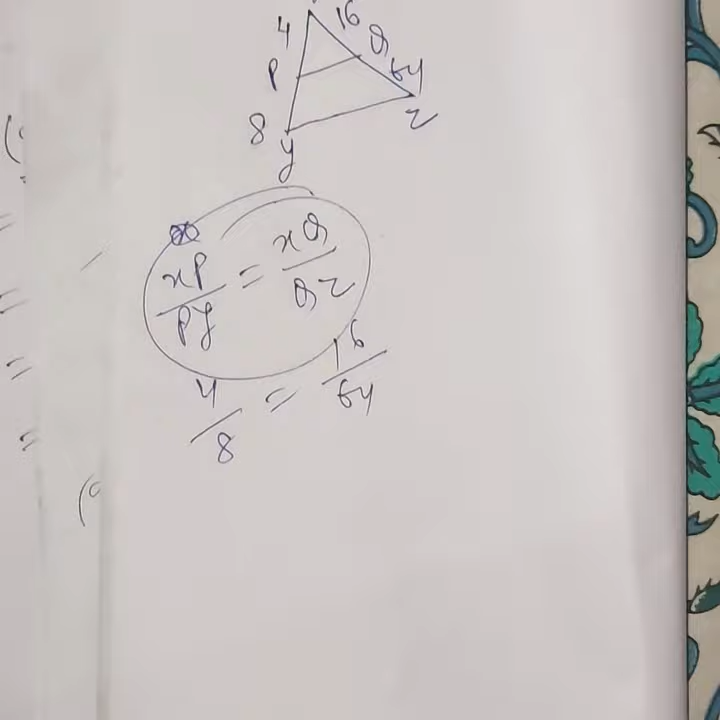 4 16
P Q 64
8 Z
y
xP/Py = xQ/QZ
4/8 = 16/64